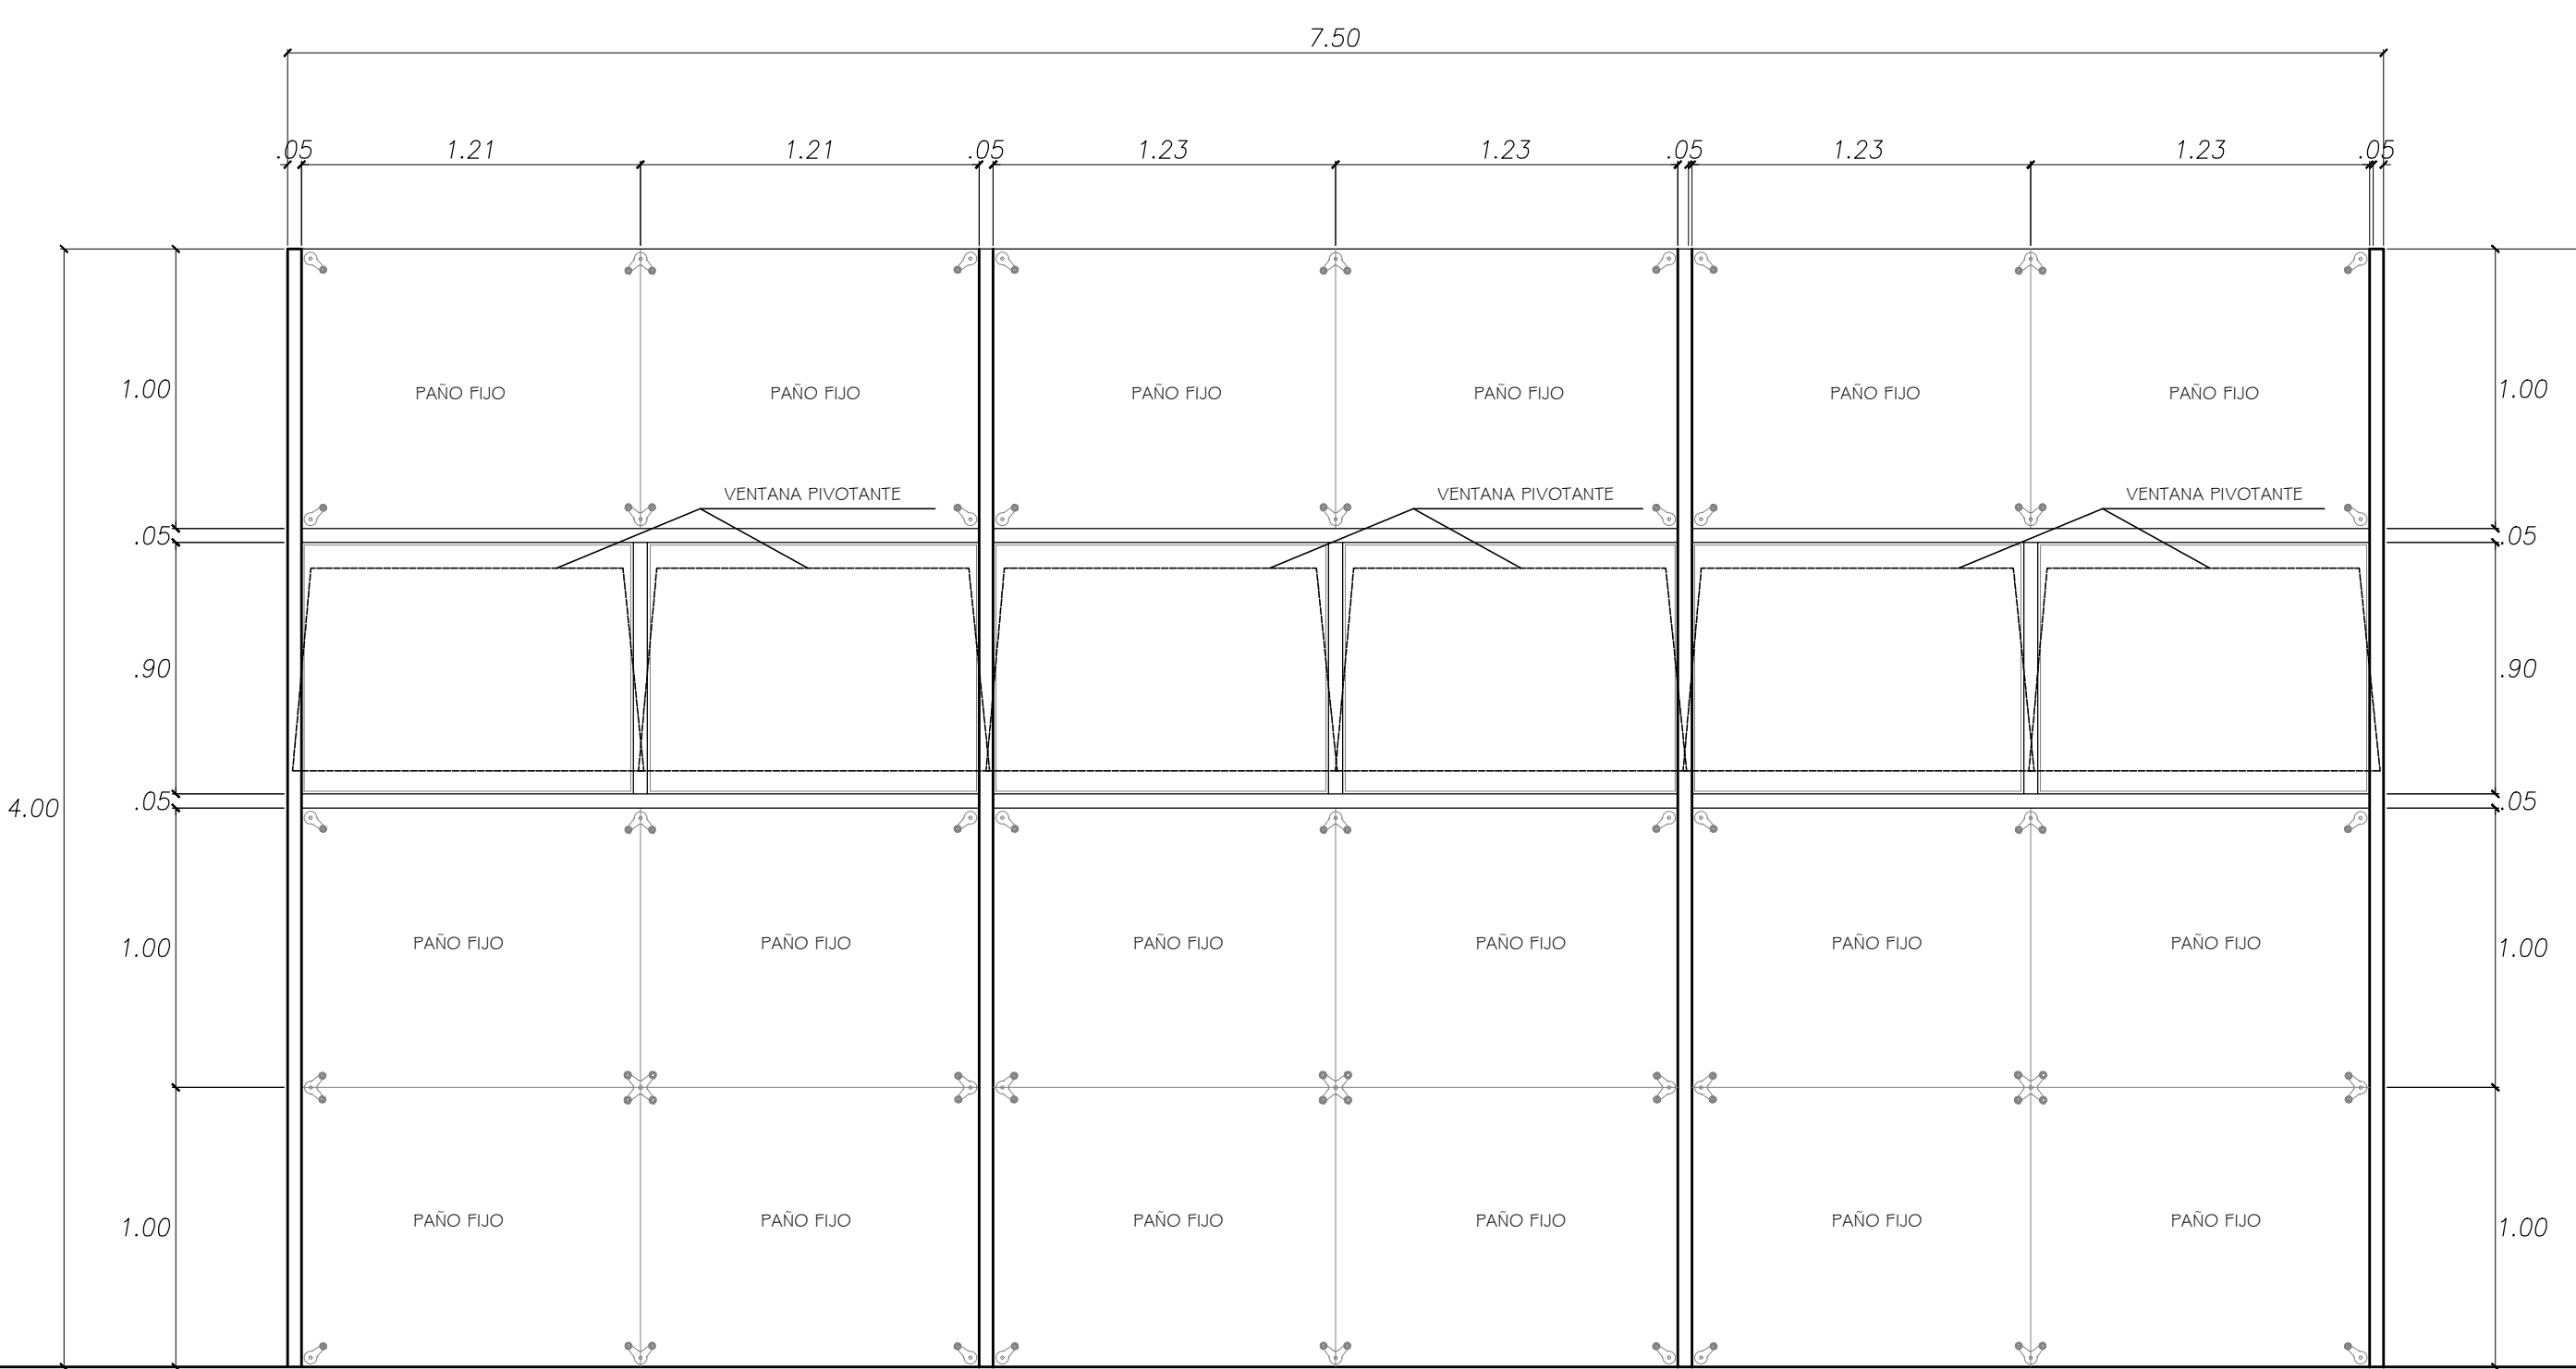 7.50
.05 1.21 1.21 .05 1.23 1.23 .05 1.23 1.23 .05
1.00 PAÑO FIJO PAÑO FIJO PAÑO FIJO PAÑO FIJO PAÑO FIJO PAÑO FIJO 1.00
VENTANA PIVOTANTE VENTANA PIVOTANTE VENTANA PIVOTANTE
.05 .05
.90 .90
.05 .05
4.00
1.00 PAÑO FIJO PAÑO FIJO PAÑO FIJO PAÑO FIJO PAÑO FIJO PAÑO FIJO 1.00
1.00 PAÑO FIJO PAÑO FIJO PAÑO FIJO PAÑO FIJO PAÑO FIJO PAÑO FIJO 1.00